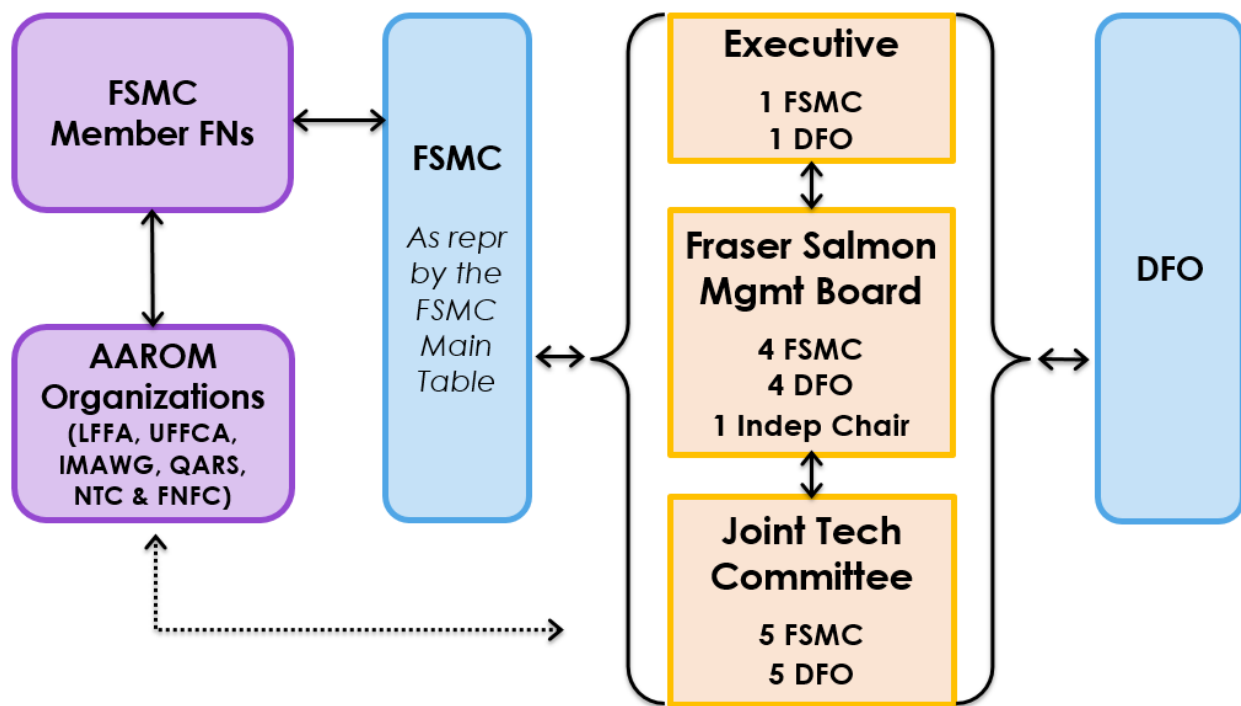 FSMC
Member FNs
AAROM
Organizations
(LFFA, UFFCA,
IMAWG, QARS,
NTC & FNFC)
FSMC
As repr
by the
FSMC
Main
Table
Executive
1 FSMC
1 DFO
Fraser Salmon
Mgmt Board
4 FSMC
4 DFO
1 Indep Chair
Joint Tech
Committee
5 FSMC
5 DFO
DFO